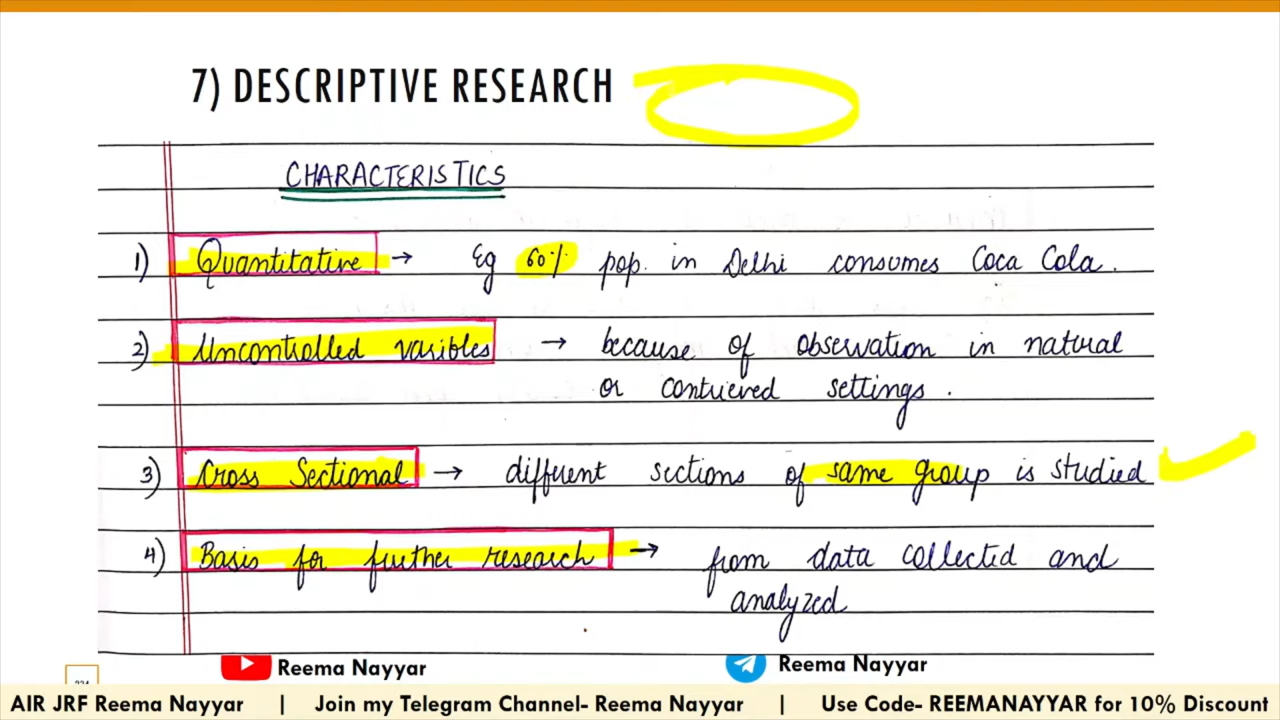 7) DESCRIPTIVE RESEARCH
CHARACTERISTICS
1) Quantitative → Eg 60% pop. in Delhi consumes Coca Cola.
2) Uncontrolled varibles → because of observation in natural
or contrieved settings.
3) Cross Sectional → different sections of same group is studied
4) Basis for further research → from data collected and
analyzed
Reema Nayyar
Reema Nayyar
AIR JRF Reema Nayyar | Join my Telegram Channel- Reema Nayyar | Use Code- REEMANAYYAR for 10% Discount